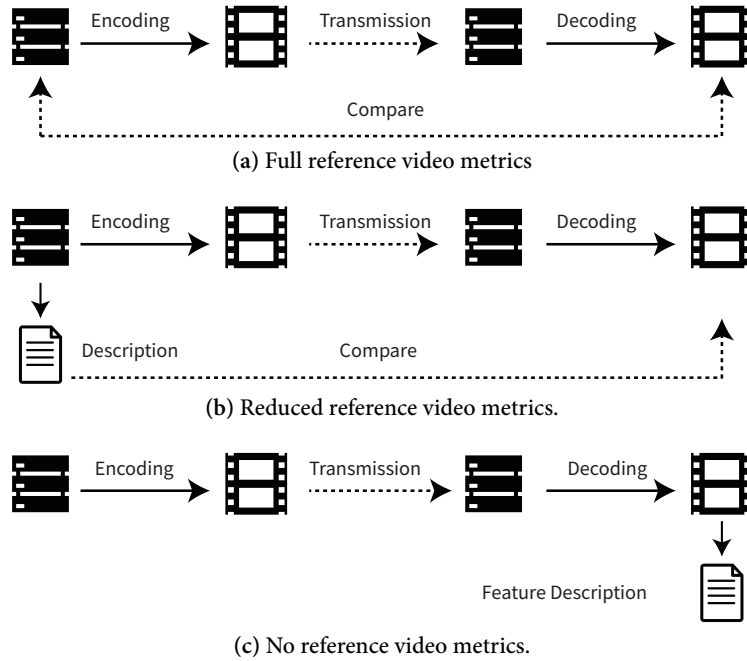 Encoding Transmission Decoding
Compare
(a) Full reference video metrics
Encoding Transmission Decoding
Description Compare
(b) Reduced reference video metrics.
Encoding Transmission Decoding
Feature Description
(c) No reference video metrics.